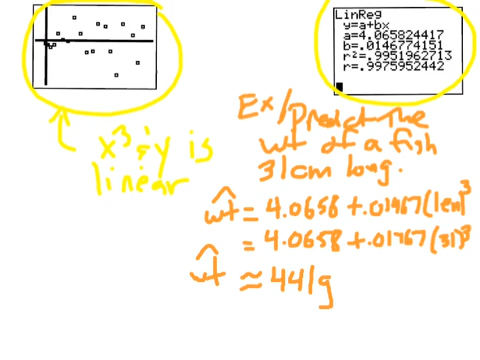 LinReg
y=a+bx
a=4.065824417
b=.0146774151
r²=.9951962713
r=.9975952442
Ex/Predict the
wt of a fish
31cm long.
x³ & y is
linear
ŵt = 4.0658 + .01467(len)³
= 4.0658 + .01467(31)³
ŵt ≈ 441g